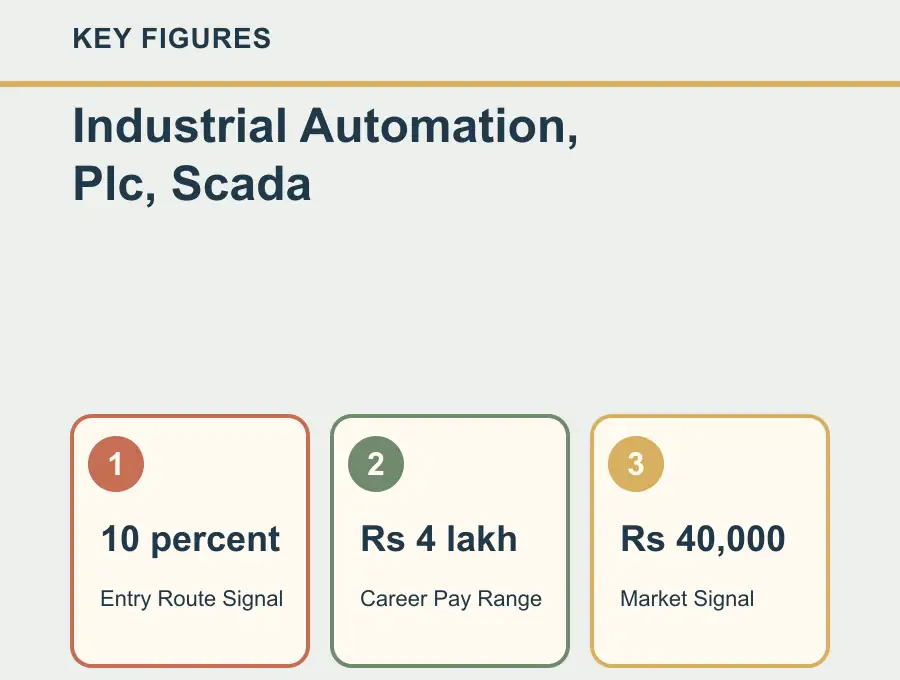 KEY FIGURES
Industrial Automation,
Plc, Scada
1
10 percent
Entry Route Signal
2
Rs 4 lakh
Career Pay Range
3
Rs 40,000
Market Signal